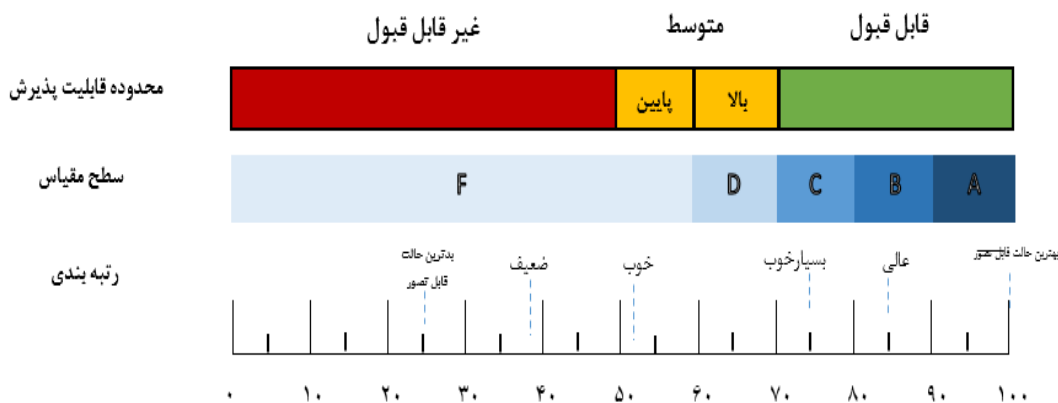 قابل قبول
متوسط
غیر قابل قبول
محدوده قابلیت پذیرش
بالا
پایین
سطح مقیاس
F
D
C
B
A
رتبه بندی
بدترین حالت
قابل تصور
ضعیف
خوب
بسیارخوب
عالی
بهترین حالت قابل تصور
۰ ۱۰ ۲۰ ۳۰ ۴۰ ۵۰ ۶۰ ۷۰ ۸۰ ۹۰ ۱۰۰